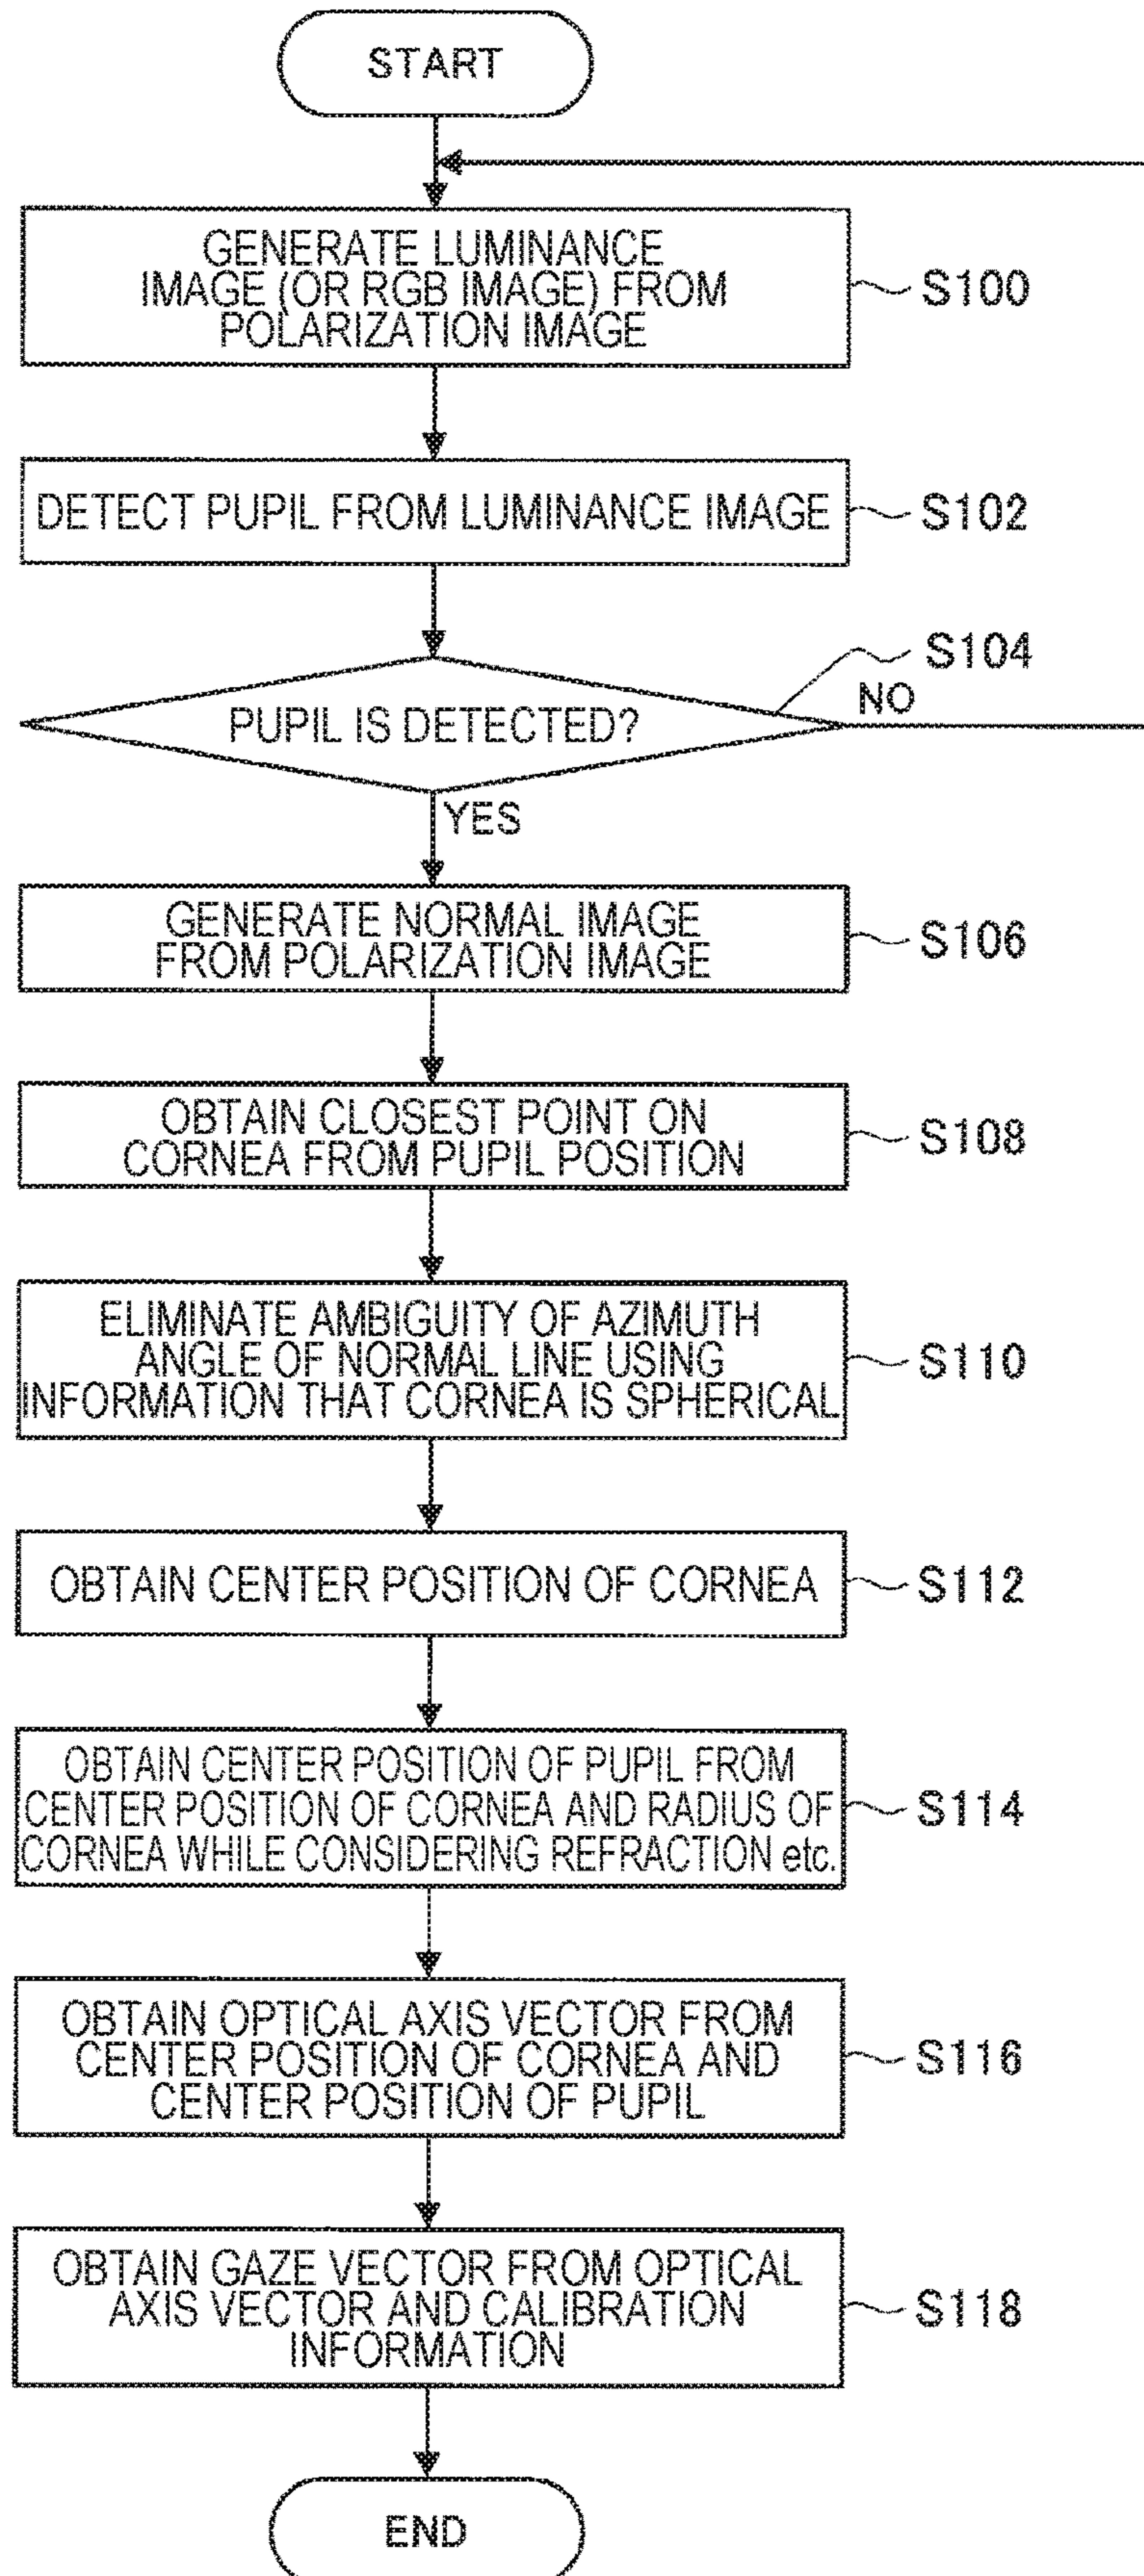 START
GENERATE LUMINANCE
IMAGE (OR RGB IMAGE) FROM
POLARIZATION IMAGE
S100
DETECT PUPIL FROM LUMINANCE IMAGE
S102
S104
PUPIL IS DETECTED?
NO
YES
GENERATE NORMAL IMAGE
FROM POLARIZATION IMAGE
S106
OBTAIN CLOSEST POINT ON
CORNEA FROM PUPIL POSITION
S108
ELIMINATE AMBIGUITY OF AZIMUTH
ANGLE OF NORMAL LINE USING
INFORMATION THAT CORNEA IS SPHERICAL
S110
OBTAIN CENTER POSITION OF CORNEA
S112
OBTAIN CENTER POSITION OF PUPIL FROM
CENTER POSITION OF CORNEA AND RADIUS OF
CORNEA WHILE CONSIDERING REFRACTION etc.
S114
OBTAIN OPTICAL AXIS VECTOR FROM
CENTER POSITION OF CORNEA AND
CENTER POSITION OF PUPIL
S116
OBTAIN GAZE VECTOR FROM OPTICAL
AXIS VECTOR AND CALIBRATION
INFORMATION
S118
END